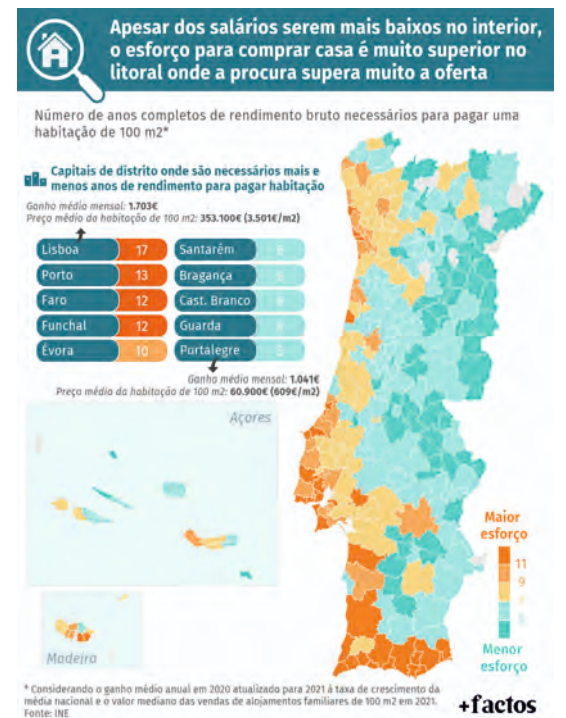 Apesar dos salários serem mais baixos no interior,
o esforço para comprar casa é muito superior no
litoral onde a procura supera muito a oferta
Número de anos completos de rendimento bruto necessários para pagar uma
habitação de 100 m2*
Capitais de distrito onde são necessários mais e
menos anos de rendimento para pagar habitação
Ganho médio mensal: 1.703€
Preço médio da habitação de 100 m2: 353.100€ (3.501€/m2)
Lisboa 17 Santarém
Porto 13 Bragança
Faro 12 Cast. Branco
Funchal 12 Guarda
Évora 10 Portalegre
Ganho médio mensal: 1.041€
Preço média da habitação de 100 m2: 60.900€ (609€/m2)
Açores
Madeira
Maior
esforço
11
9
Menor
esforço
* Considerando o ganho médio anual em 2020 atualizado para 2021 à taxa de crescimento da
média nacional e o valor mediano das vendas de alojamentos familiares de 100 m2 em 2021.
Fonte: INE
+factos